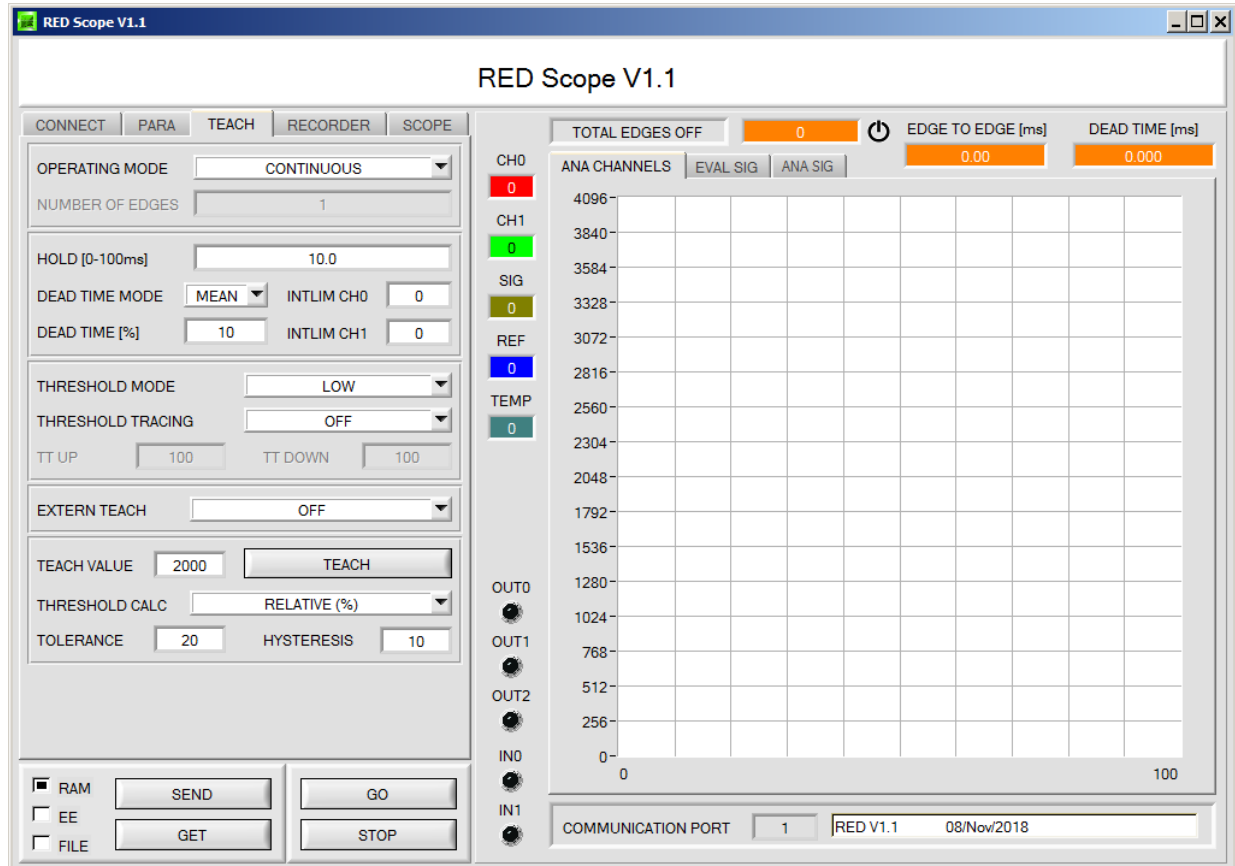 RED Scope V1.1
RED Scope V1.1
CONNECT PARA TEACH RECORDER SCOPE
OPERATING MODE CONTINUOUS
NUMBER OF EDGES 1
HOLD [0-100ms] 10.0
DEAD TIME MODE MEAN INTLIM CH0 0
DEAD TIME [%] 10 INTLIM CH1 0
THRESHOLD MODE LOW
THRESHOLD TRACING OFF
TT UP 100 TT DOWN 100
EXTERN TEACH OFF
TEACH VALUE 2000 TEACH
THRESHOLD CALC RELATIVE (%)
TOLERANCE 20 HYSTERESIS 10
RAM
EE
FILE
SEND
GET
GO
STOP
CH0
0
CH1
0
SIG
0
REF
0
TEMP
0
OUT0
OUT1
OUT2
IN0
IN1
TOTAL EDGES OFF 0
EDGE TO EDGE [ms]
0.00
DEAD TIME [ms]
0.000
ANA CHANNELS EVAL SIG ANA SIG
4096
3840
3584
3328
3072
2816
2560
2304
2048
1792
1536
1280
1024
768
512
256
0
0 100
COMMUNICATION PORT 1 RED V1.1 08/Nov/2018